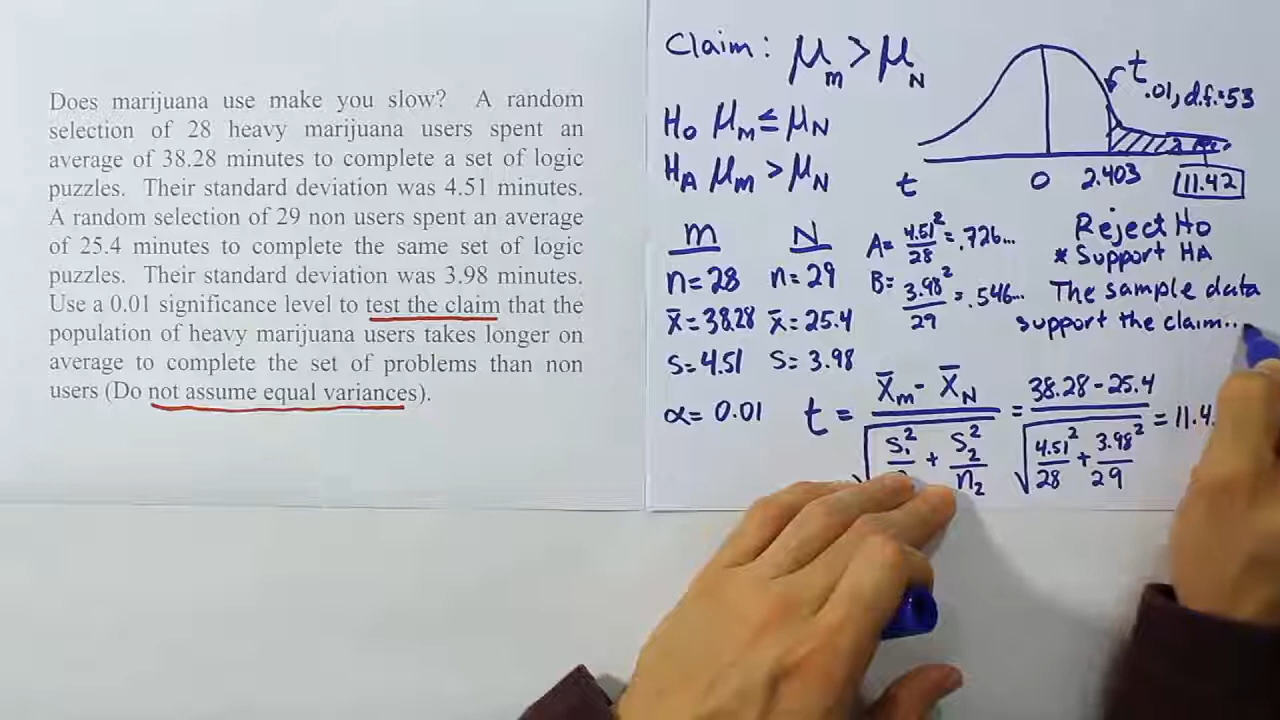 Does marijuana use make you slow? A random
selection of 28 heavy marijuana users spent an
average of 38.28 minutes to complete a set of logic
puzzles. Their standard deviation was 4.51 minutes.
A random selection of 29 non users spent an average
of 25.4 minutes to complete the same set of logic
puzzles. Their standard deviation was 3.98 minutes.
Use a 0.01 significance level to test the claim that the
population of heavy marijuana users takes longer on
average to complete the set of problems than non
users (Do not assume equal variances).
Claim: μm > μN
H0 μm ≤ μN
HA μm > μN
t.01, d.f.=53
t 0 2.403 11.42
m N
n=28 n=29
x̄=38.28 x̄=25.4
s=4.51 s=3.98
α=0.01
A= 4.51²/28 = .726...
B= 3.98²/29 = .546...
Reject Ho
* Support HA
The sample data
support the claim..
t = x̄m - x̄N / √ s1²/ + s2²/n2 = 38.28-25.4 / √ 4.51²/28 + 3.98²/29 = 11.4